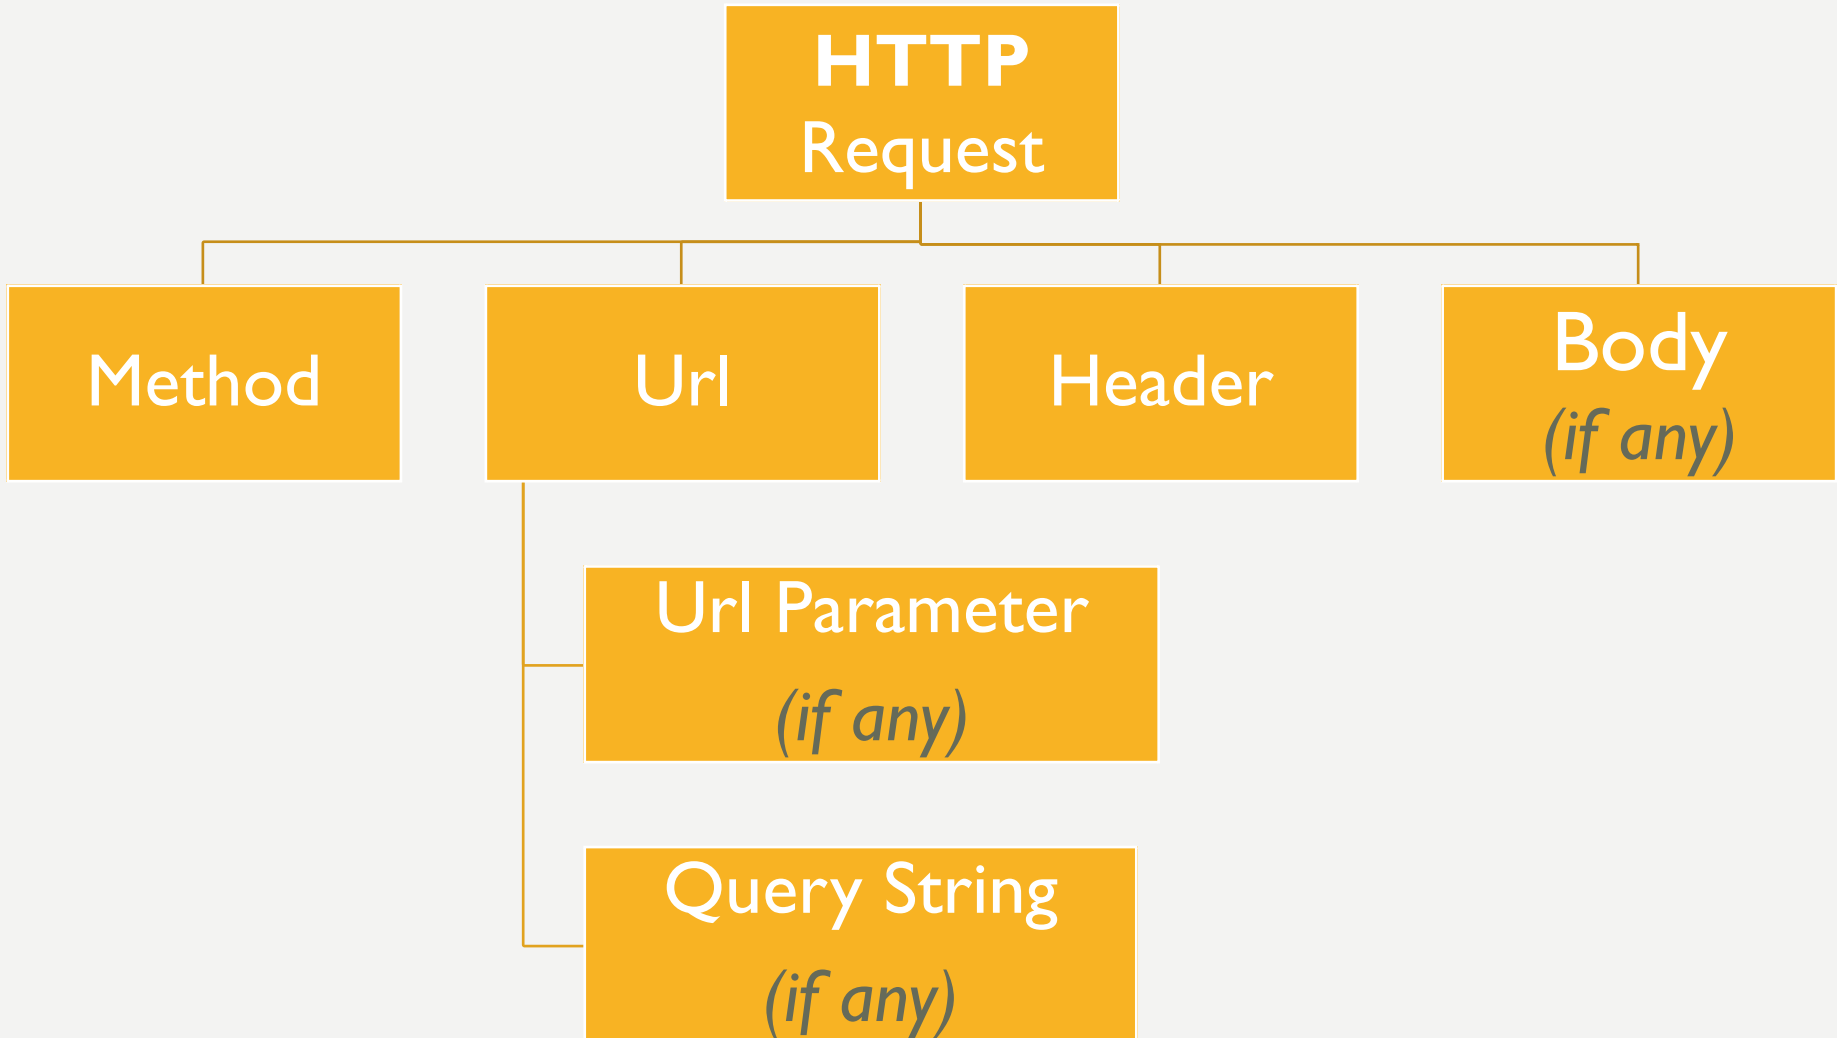 HTTP
Request
Method
Url
Header
Body
(if any)
Url Parameter
(if any)
Query String
(if any)